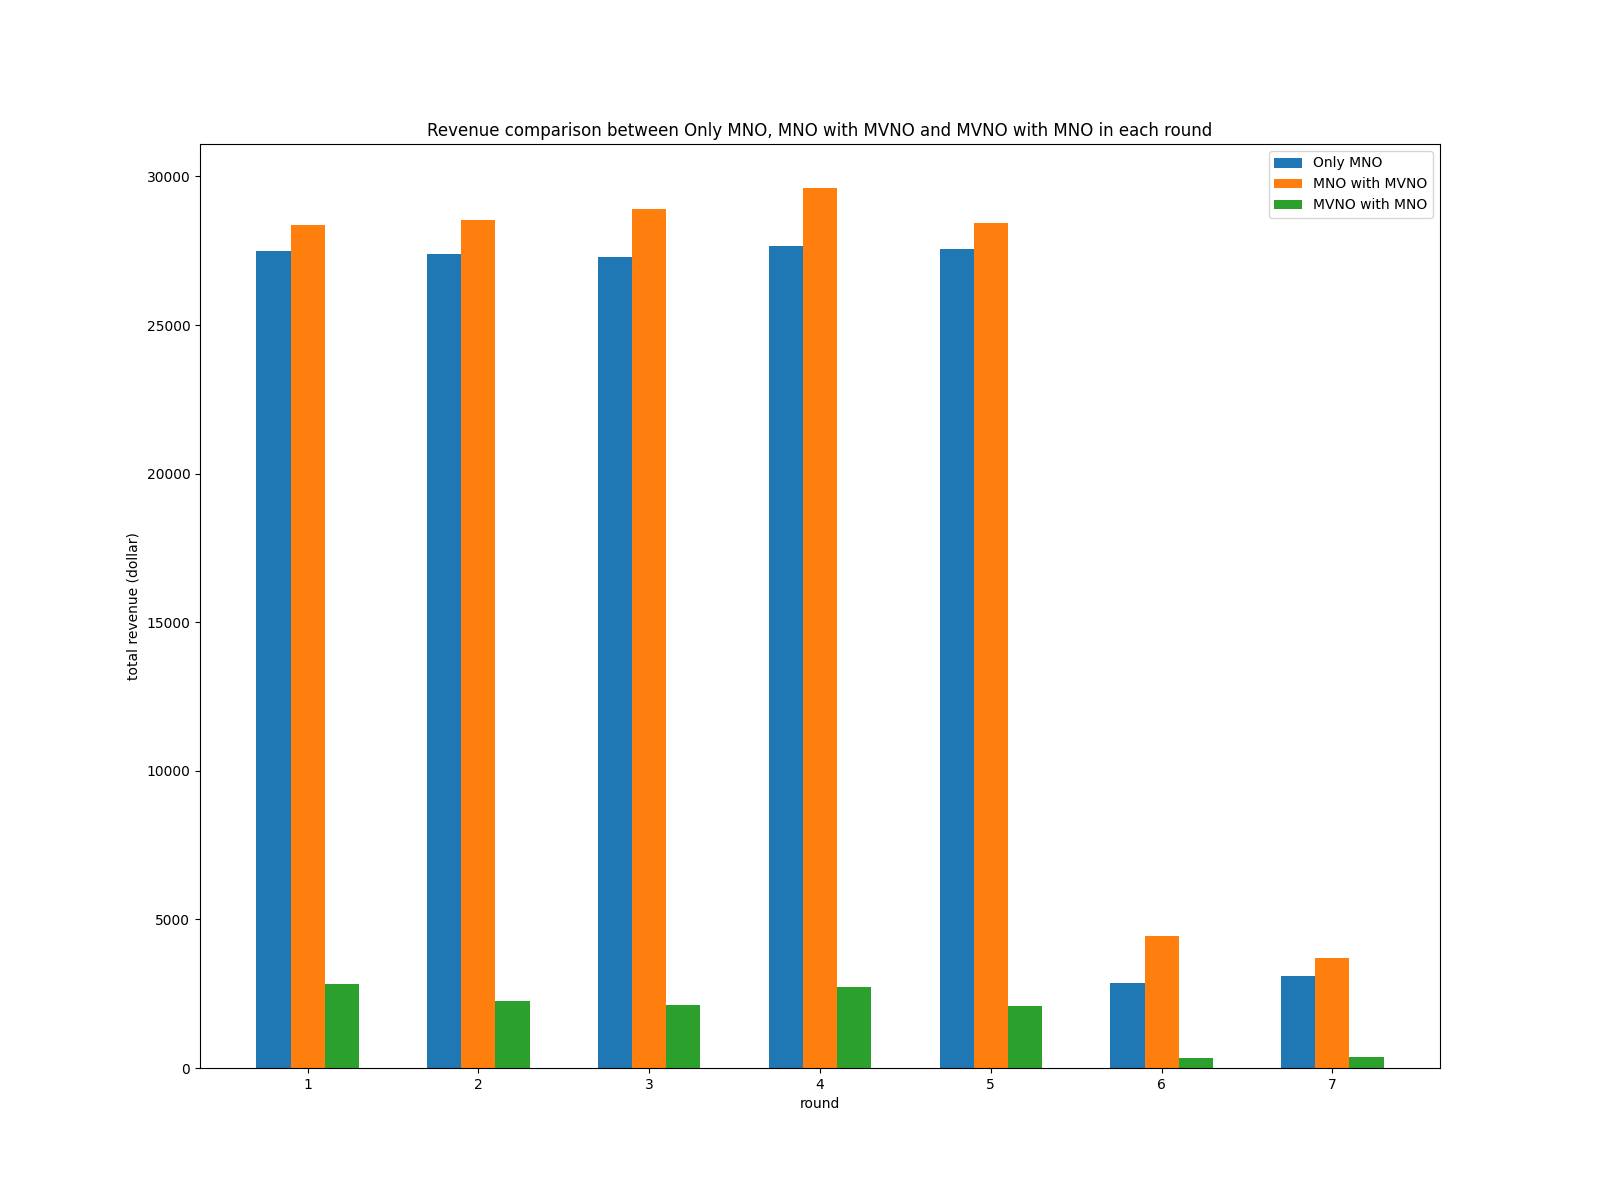 Revenue comparison between Only MNO, MNO with MVNO and MVNO with MNO in each round
Only MNO
MNO with MVNO
MVNO with MNO
30000
25000
20000
15000
10000
5000
0
total revenue (dollar)
1 2 3 4 5 6 7
round